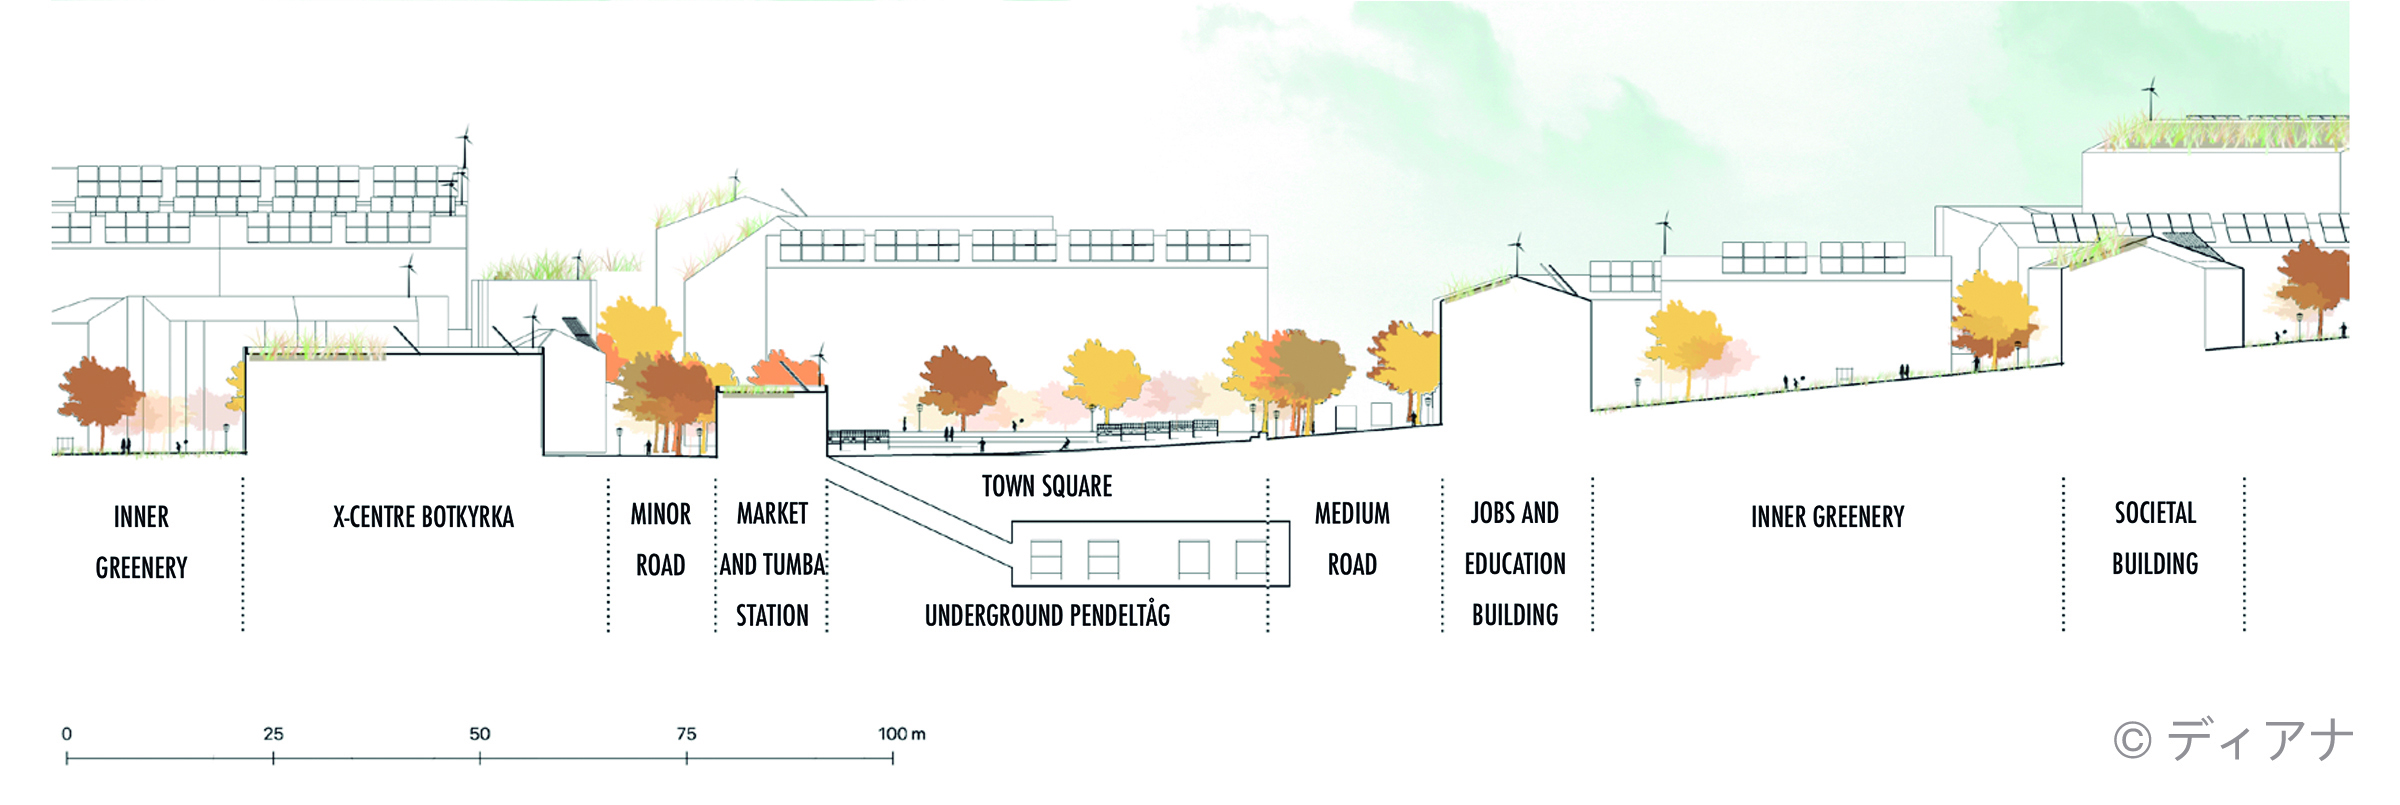 TOWN SQUARE
INNER
GREENERY
X-CENTRE BOTKYRKA
MINOR
ROAD
MARKET
AND TUMBA
STATION
UNDERGROUND PENDELTÅG
MEDIUM
ROAD
JOBS AND
EDUCATION
BUILDING
INNER GREENERY
SOCIETAL
BUILDING
0 25 50 75 100 m
© ディアナ